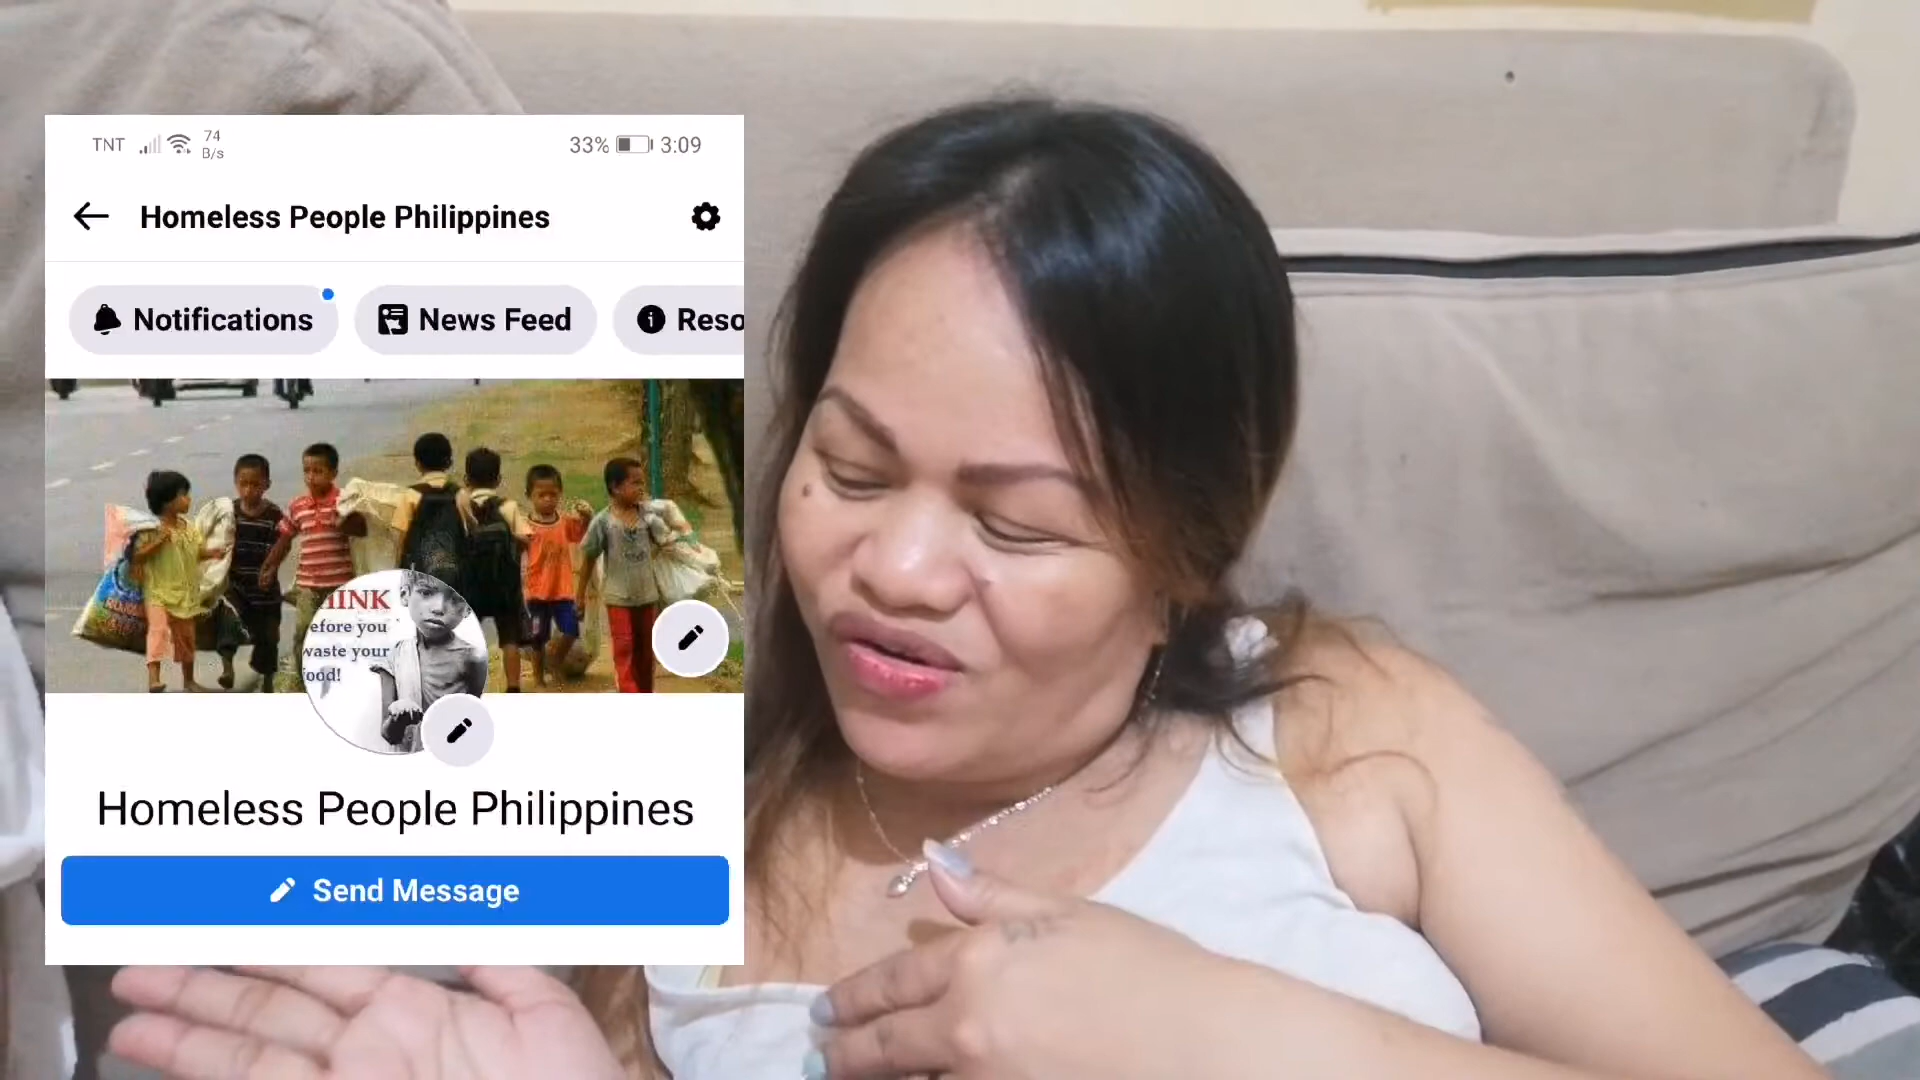 TNT
74
B/s
33%
3:09
Homeless People Philippines
Notifications
News Feed
Reso
HINK
efore you
waste your
ood!
Homeless People Philippines
Send Message